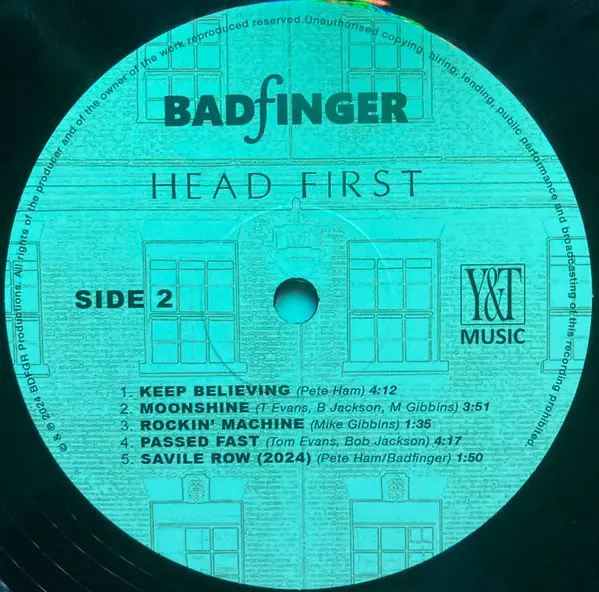 ℗ & © 2024 BDFGR Productions. All rights of the producer and of the owner of the work reproduced reserved. Unauthorised copying, hiring, lending, public performance and broadcasting of this recording prohibited.
BADfINGER
HEAD FIRST
SIDE 2
Y&T
MUSIC
1. KEEP BELIEVING (Pete Ham) 4:12
2. MOONSHINE (T Evans, B Jackson, M Gibbins) 3:51
3. ROCKIN' MACHINE (Mike Gibbins) 1:35
4. PASSED FAST (Tom Evans, Bob Jackson) 4:17
5. SAVILE ROW (2024) (Pete Ham/Badfinger) 1:50